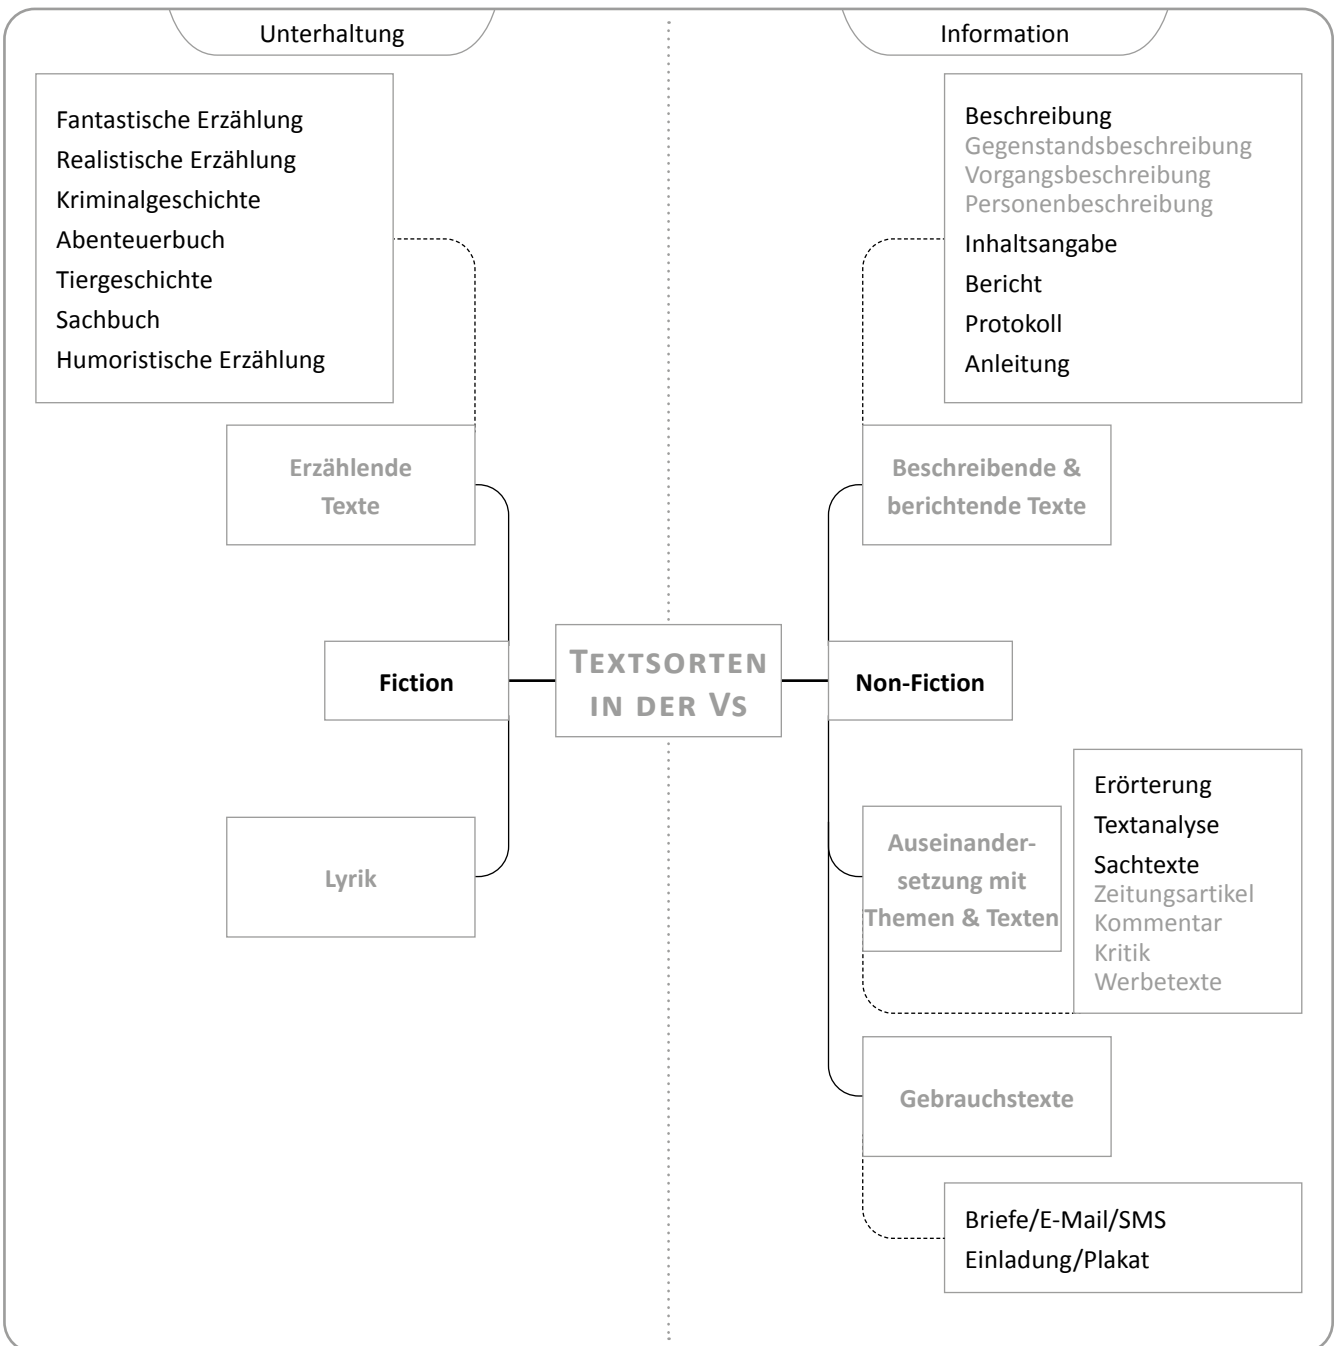 Unterhaltung
Information
Fantastische Erzählung
Realistische Erzählung
Kriminalgeschichte
Abenteuerbuch
Tiergeschichte
Sachbuch
Humoristische Erzählung
Beschreibung
Gegenstandsbeschreibung
Vorgangsbeschreibung
Personenbeschreibung
Inhaltsangabe
Bericht
Protokoll
Anleitung
Erzählende
Texte
Beschreibende &
berichtende Texte
Fiction
TEXTSORTEN
IN DER VS
Non-Fiction
Lyrik
Auseinander-
setzung mit
Themen & Texten
Erörterung
Textanalyse
Sachtexte
Zeitungsartikel
Kommentar
Kritik
Werbetexte
Gebrauchstexte
Briefe/E-Mail/SMS
Einladung/Plakat